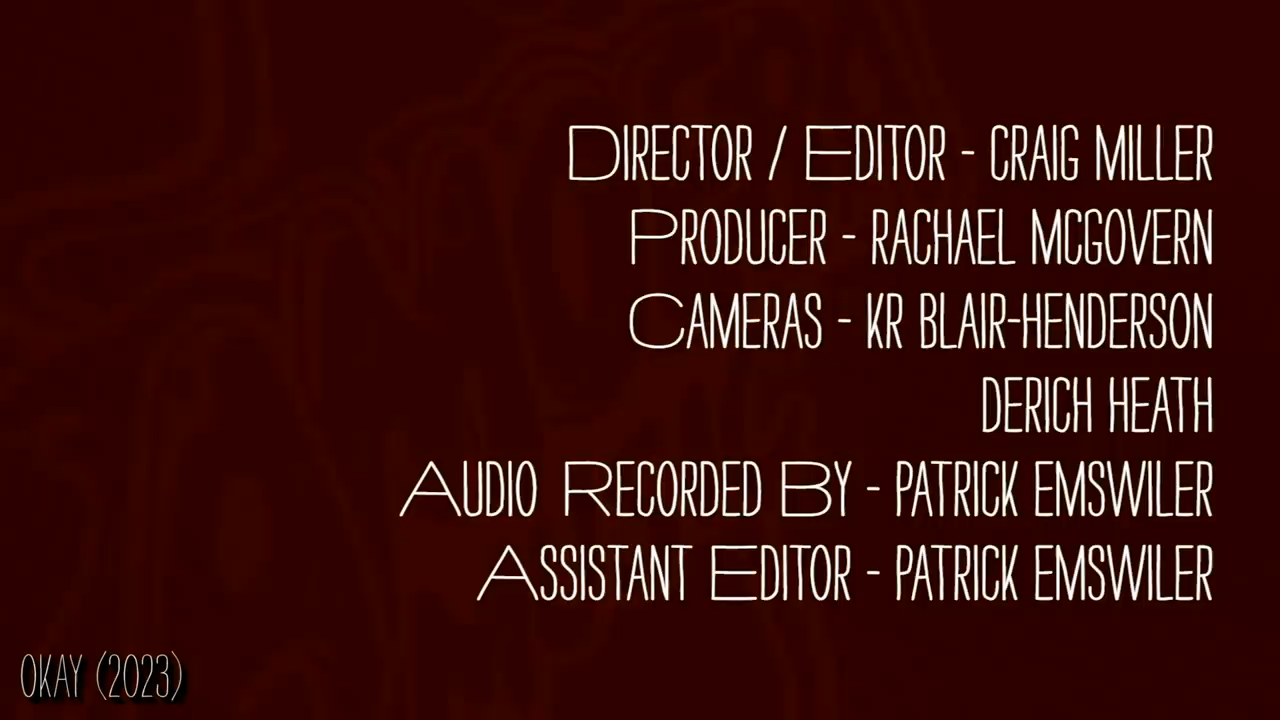 Director / Editor - CRAIG MILLER
Producer - RACHAEL MCGOVERN
Cameras - KR BLAIR-HENDERSON
DERICH HEATH
Audio Recorded By - PATRICK EMSWILER
Assistant Editor - PATRICK EMSWILER
OKAY (2023)